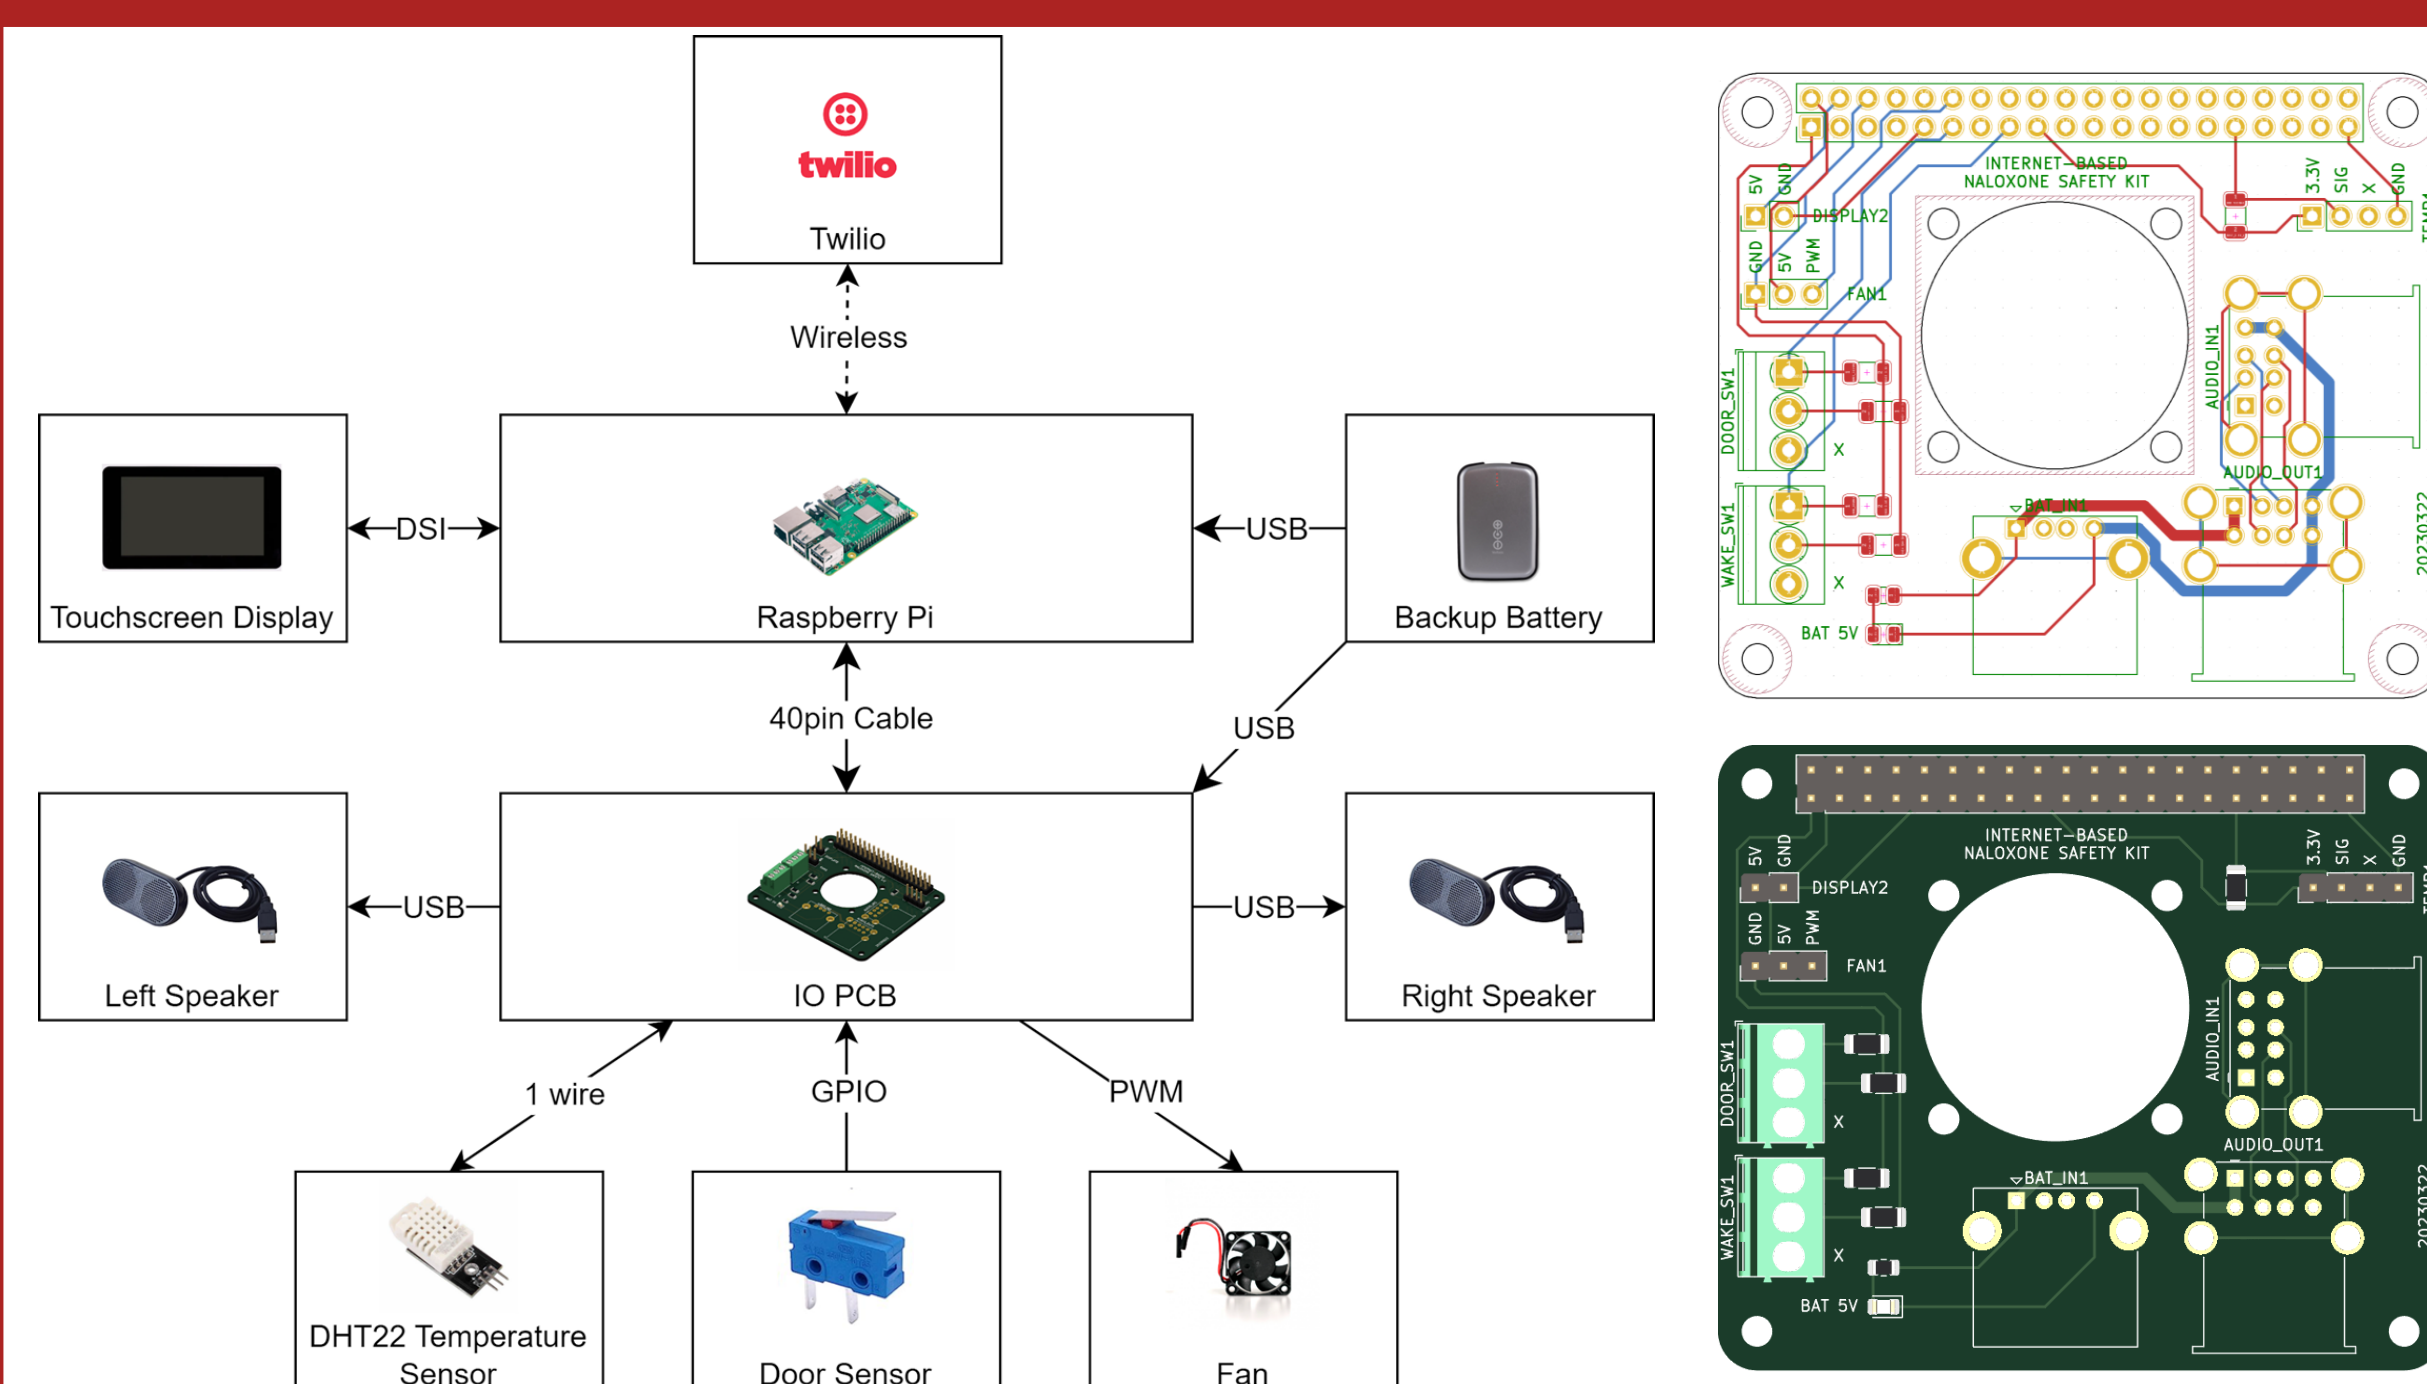 twilio
Twilio
Wireless
Touchscreen Display
DSI
Raspberry Pi
USB
Backup Battery
40pin Cable
USB
Left Speaker
USB
IO PCB
USB
Right Speaker
1 wire
GPIO
PWM
DHT22 Temperature
Sensor
Door Sensor
Fan
INTERNET-BASED
NALOXONE SAFETY KIT
5V
GND
DISPLAY2
GND
5V
PWM
FAN1
3.3V
SIG
X
GND
DOOR_SW1
X
WAKE_SW1
X
AUDIO_IN1
AUDIO_OUT1
BAT_IN1
BAT 5V
20230322
INTERNET-BASED
NALOXONE SAFETY KIT
5V
GND
DISPLAY2
GND
5V
PWM
FAN1
3.3V
SIG
X
GND
DOOR_SW1
X
WAKE_SW1
X
AUDIO_IN1
AUDIO_OUT1
BAT_IN1
BAT 5V
20230322